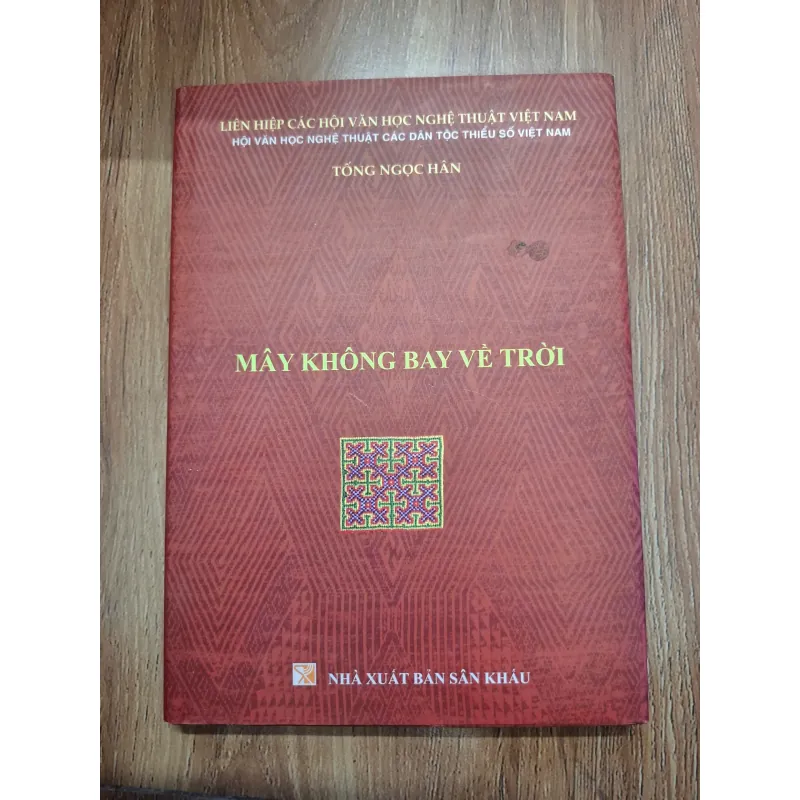 LIÊN HIỆP CÁC HỘI VĂN HỌC NGHỆ THUẬT VIỆT NAM
HỘI VĂN HỌC NGHỆ THUẬT CÁC DÂN TỘC THIỂU SỐ VIỆT NAM
TỐNG NGỌC HÂN
MÂY KHÔNG BAY VỀ TRỜI
NHÀ XUẤT BẢN SÂN KHẤU